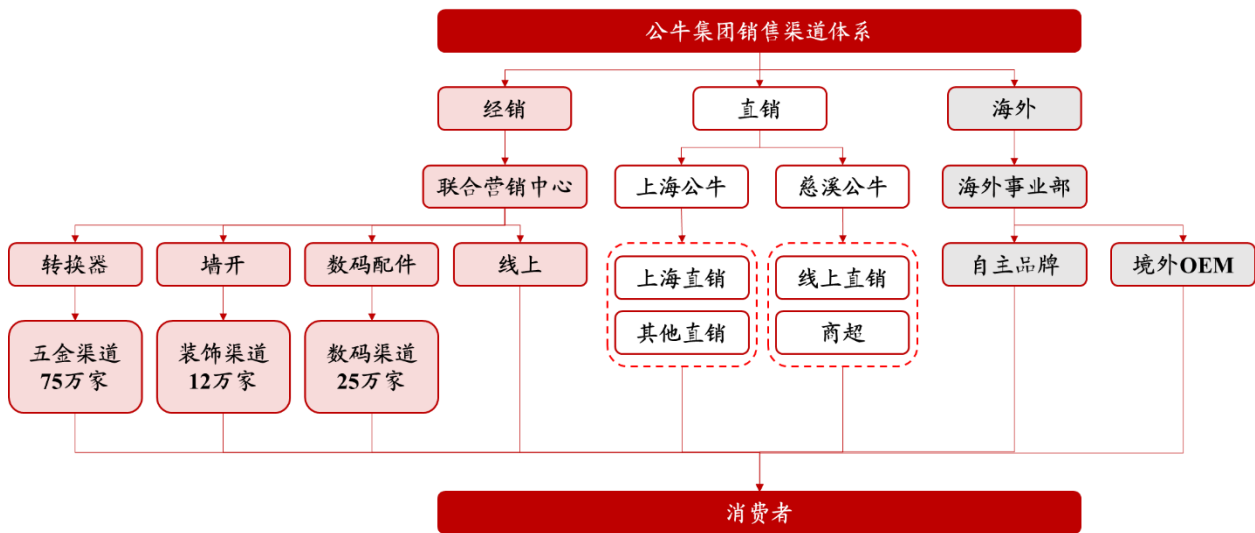 公牛集团销售渠道体系
经销
直销
海外
联合营销中心
上海公牛
慈溪公牛
海外事业部
转换器
墙开
数码配件
线上
上海直销
线上直销
自主品牌
境外OEM
其他直销
商超
五金渠道
75万家
装饰渠道
12万家
数码渠道
25万家
消费者